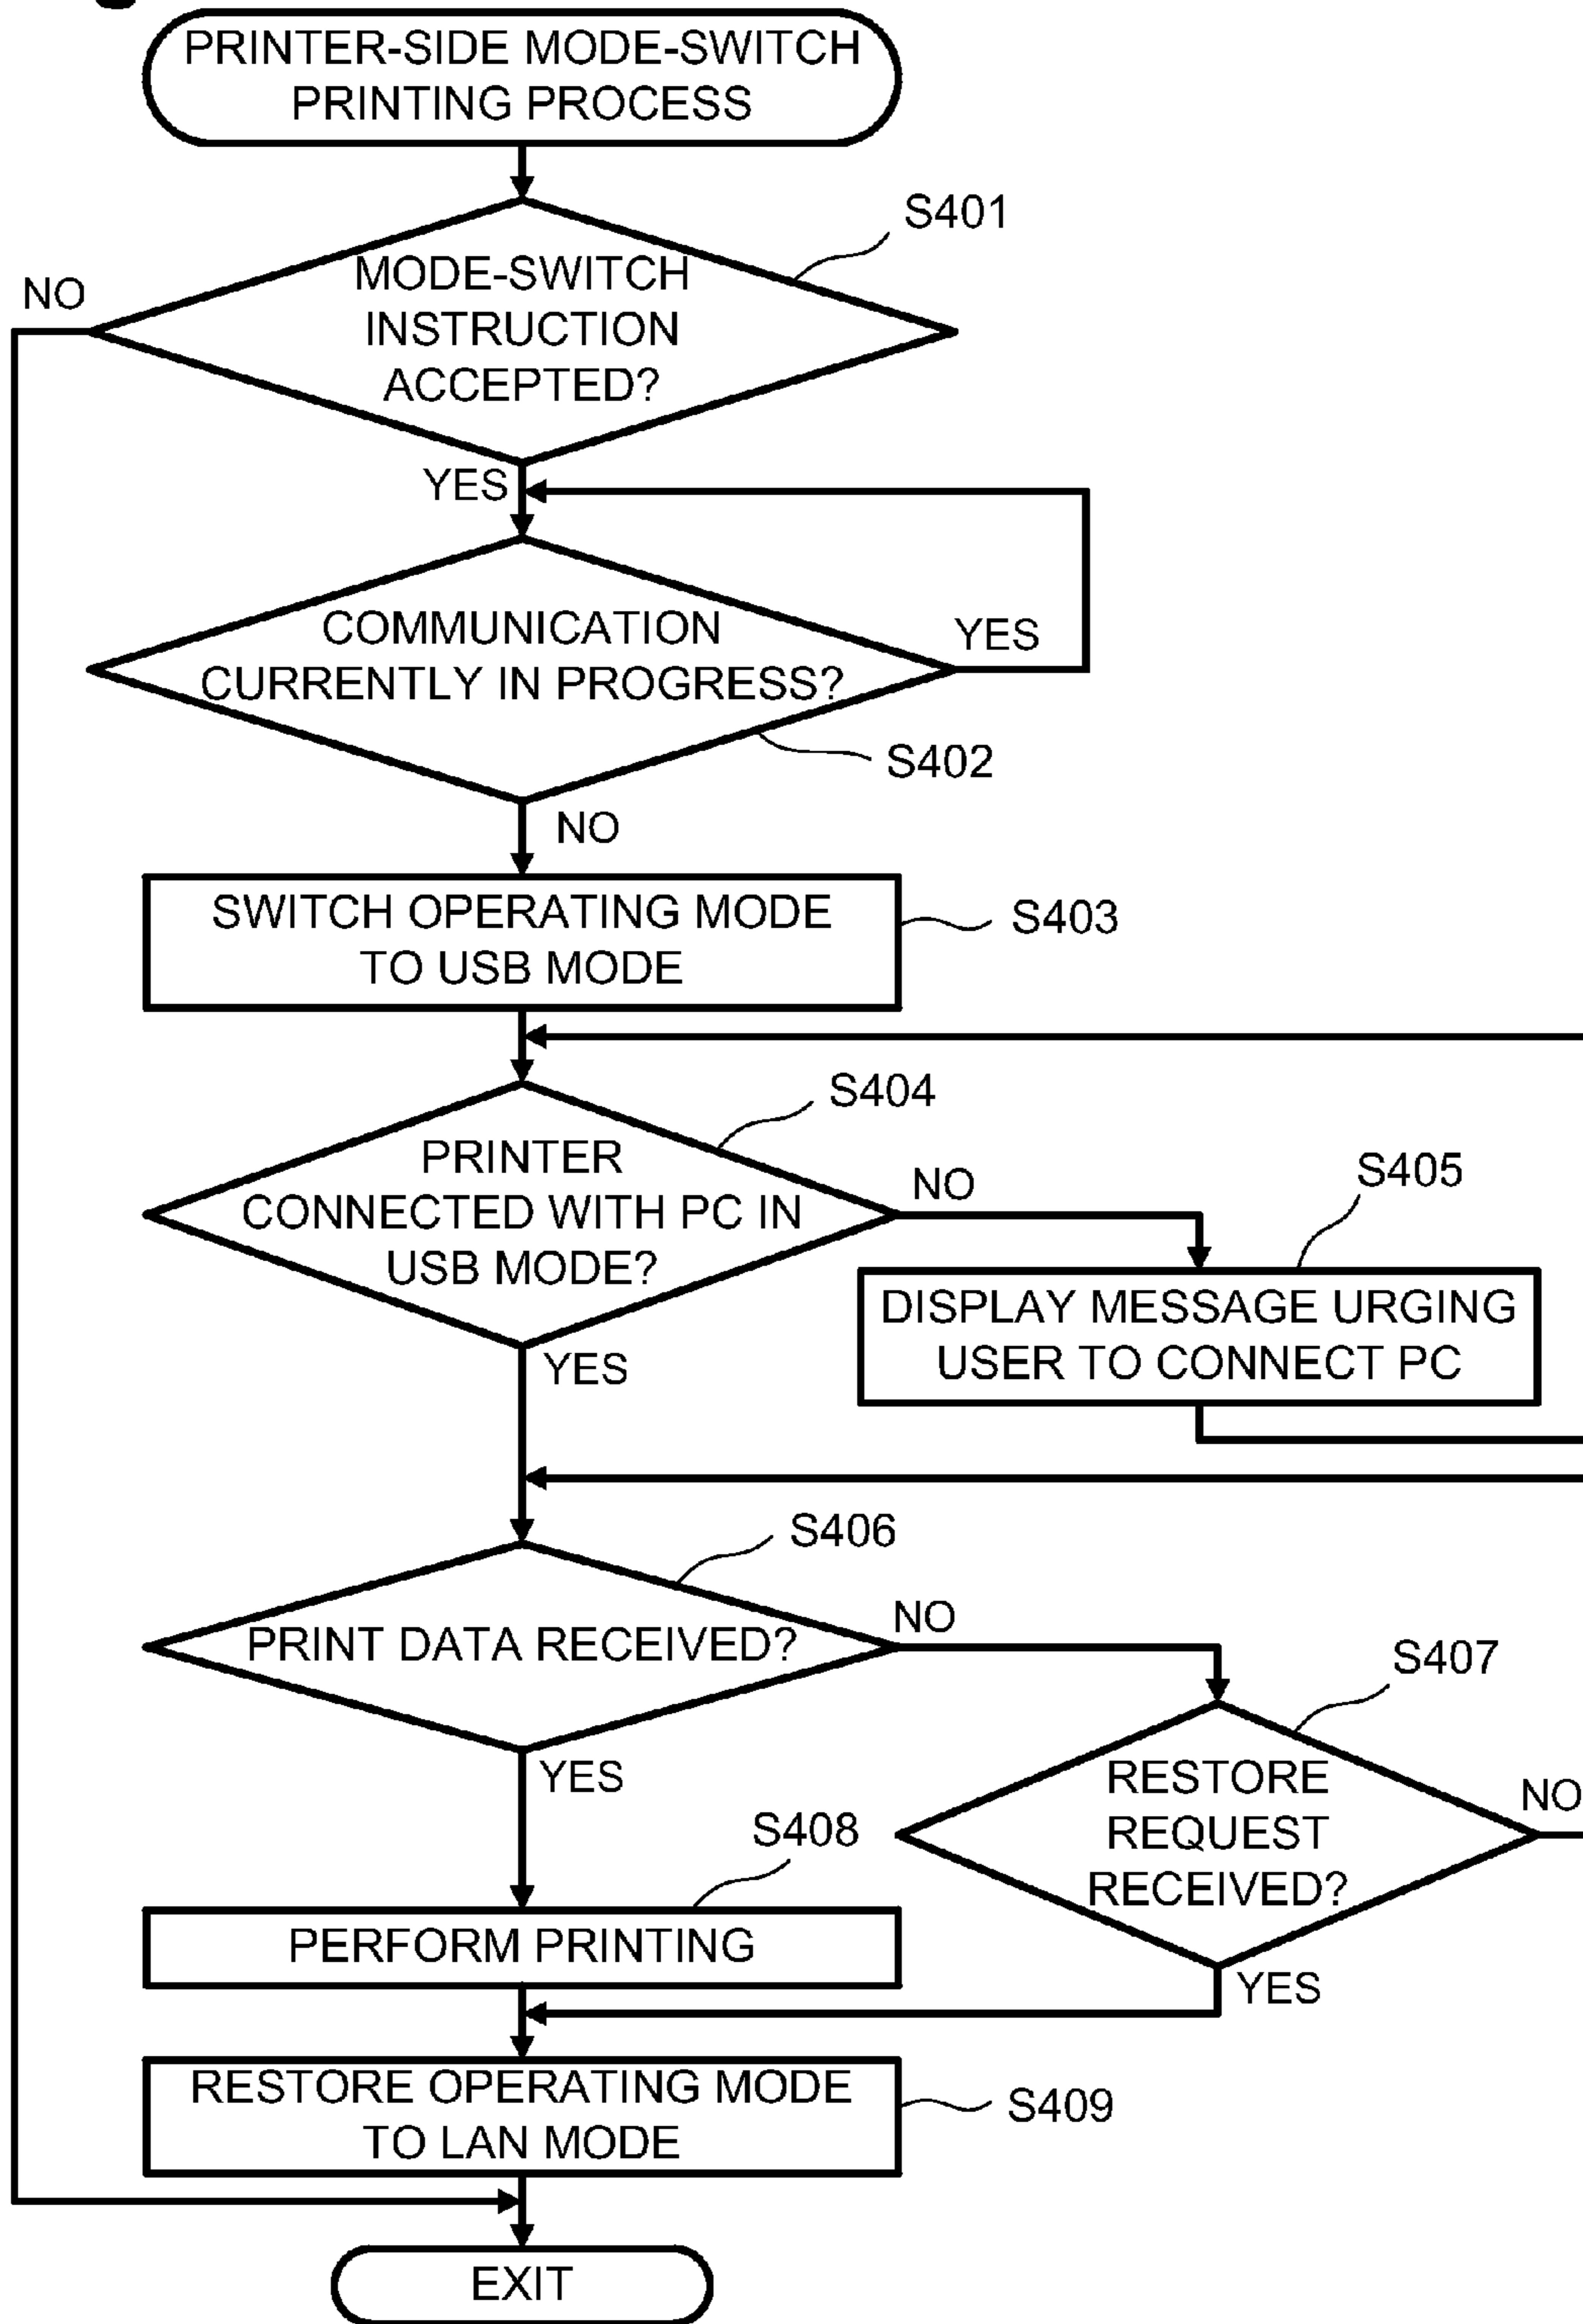 PRINTER-SIDE MODE-SWITCH
PRINTING PROCESS
S401
NO
MODE-SWITCH
INSTRUCTION
ACCEPTED?
YES
COMMUNICATION
CURRENTLY IN PROGRESS?
YES
S402
NO
SWITCH OPERATING MODE
TO USB MODE
S403
S404
PRINTER
CONNECTED WITH PC IN
USB MODE?
NO
S405
DISPLAY MESSAGE URGING
USER TO CONNECT PC
YES
S406
PRINT DATA RECEIVED?
NO
S407
YES
RESTORE
REQUEST
RECEIVED?
NO
S408
PERFORM PRINTING
YES
RESTORE OPERATING MODE
TO LAN MODE
S409
EXIT